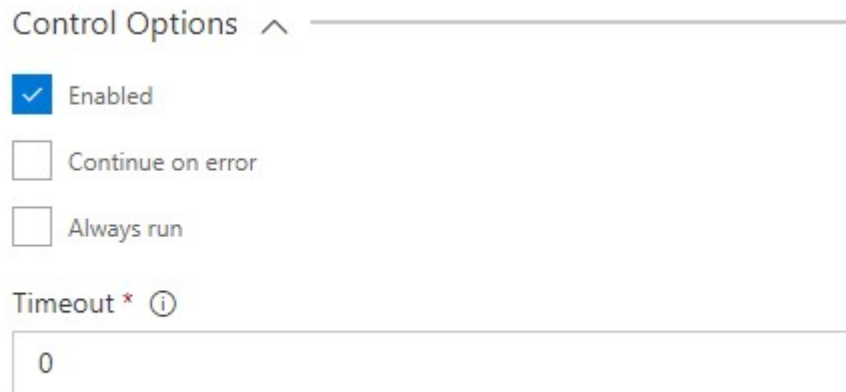 Control Options
Enabled
Continue on error
Always run
Timeout *
0